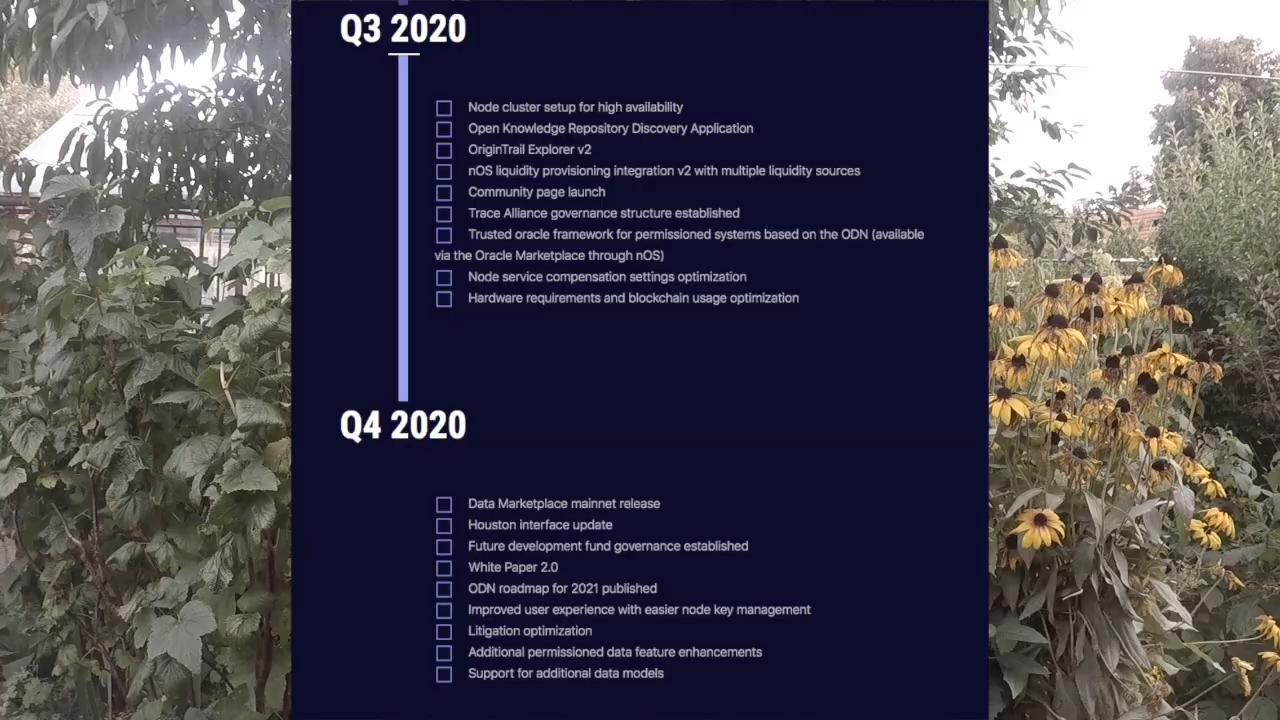 Q3 2020
Node cluster setup for high availability
Open Knowledge Repository Discovery Application
OriginTrail Explorer v2
nOS liquidity provisioning integration v2 with multiple liquidity sources
Community page launch
Trace Alliance governance structure established
Trusted oracle framework for permissioned systems based on the ODN (available
via the Oracle Marketplace through nOS)
Node service compensation settings optimization
Hardware requirements and blockchain usage optimization
Q4 2020
Data Marketplace mainnet release
Houston interface update
Future development fund governance established
White Paper 2.0
ODN roadmap for 2021 published
Improved user experience with easier node key management
Litigation optimization
Additional permissioned data feature enhancements
Support for additional data models